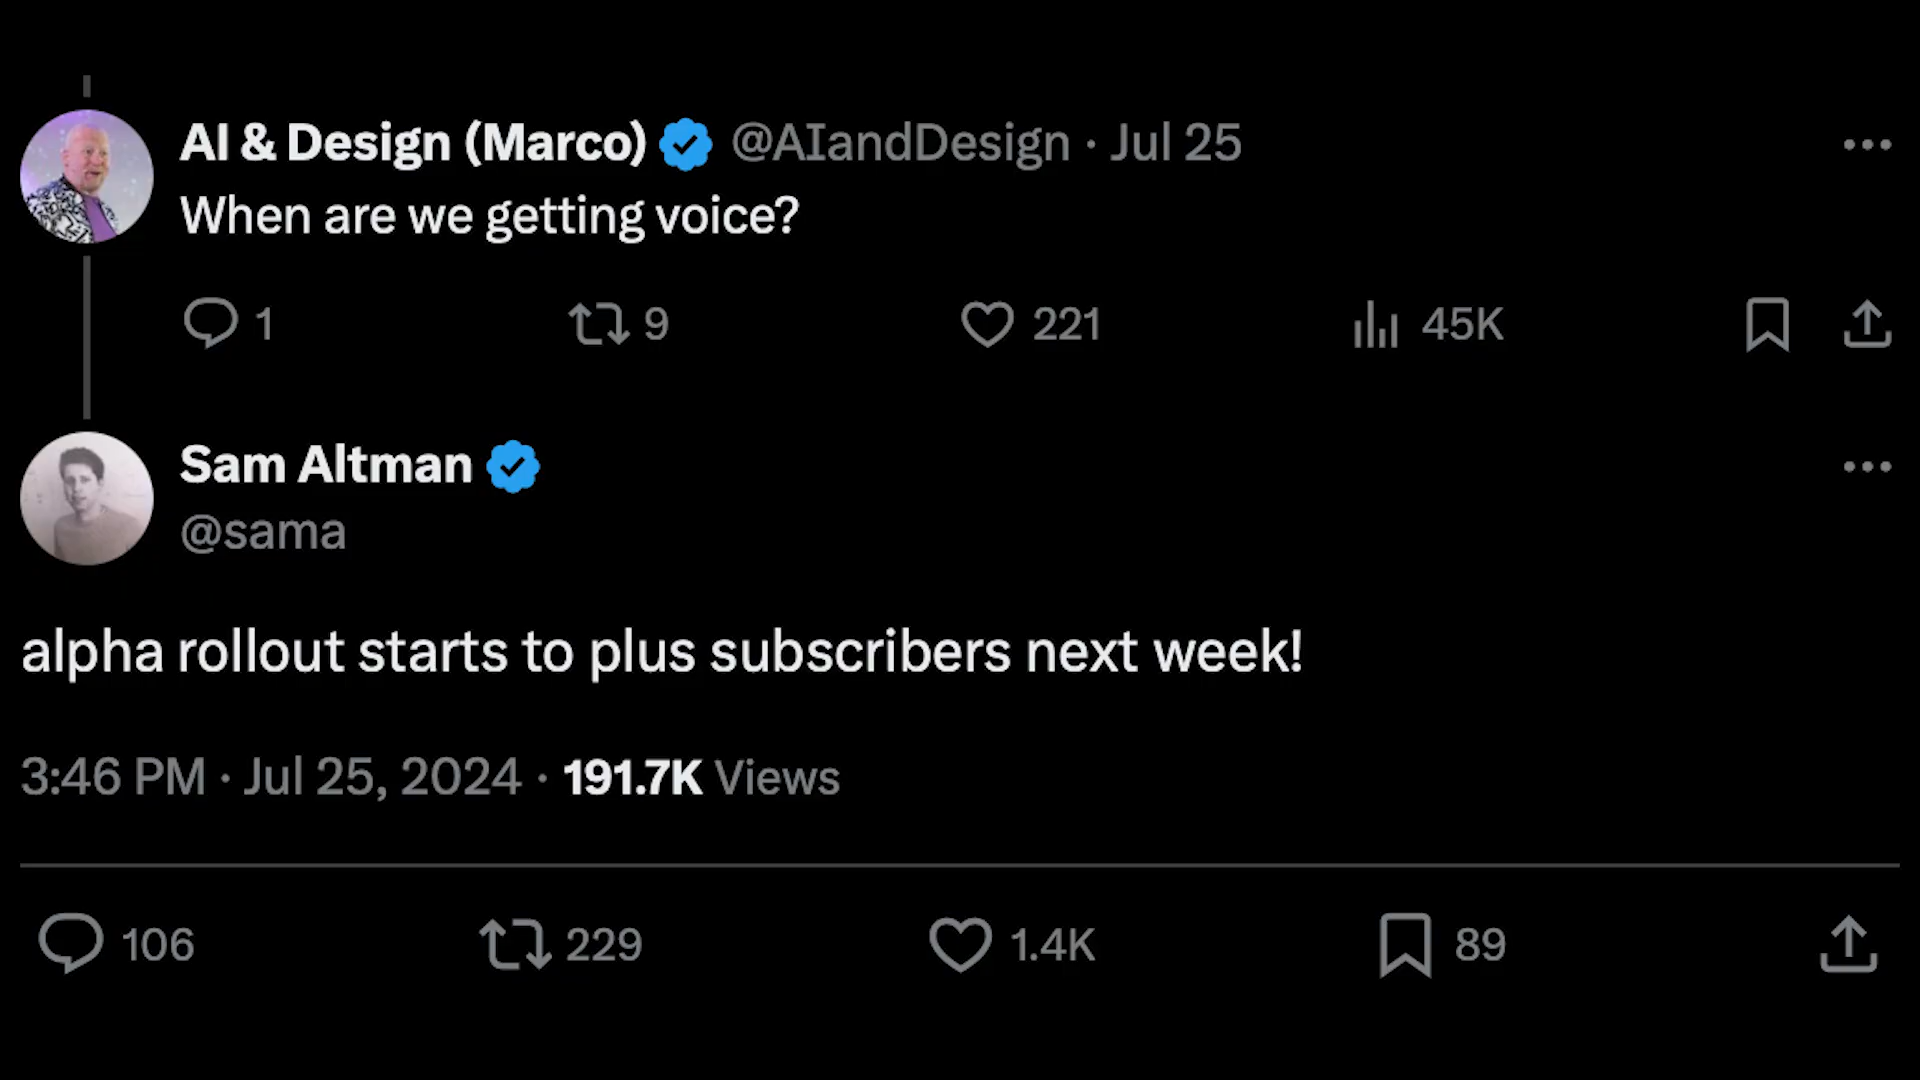 AI & Design (Marco) @AIandDesign · Jul 25
When are we getting voice?
1 9 221 45K
Sam Altman
@sama
alpha rollout starts to plus subscribers next week!
3:46 PM · Jul 25, 2024 · 191.7K Views
106 229 1.4K 89